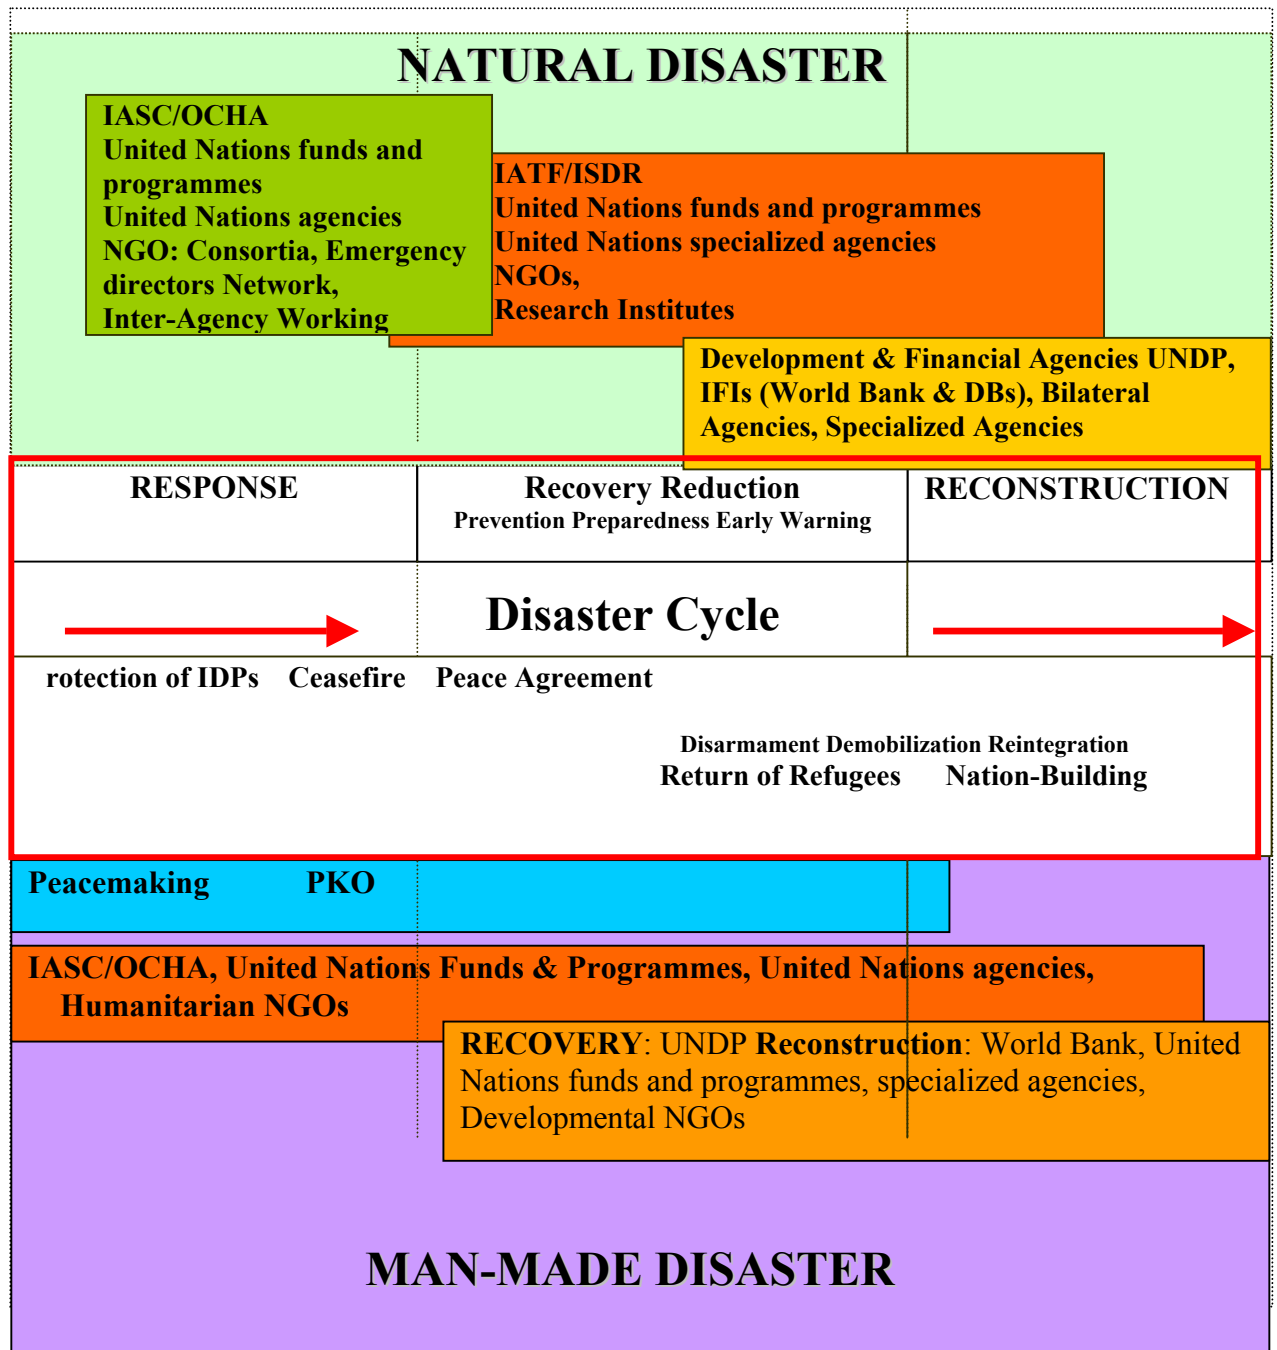 NATURAL DISASTER
IASC/OCHA
United Nations funds and
programmes
United Nations agencies
NGO: Consortia, Emergency
directors Network,
Inter-Agency Working
IATF/ISDR
United Nations funds and programmes
United Nations specialized agencies
NGOs,
Research Institutes
Development & Financial Agencies UNDP,
IFIs (World Bank & DBs), Bilateral
Agencies, Specialized Agencies
RESPONSE
Recovery Reduction
Prevention Preparedness Early Warning
RECONSTRUCTION
Disaster Cycle
rotection of IDPs Ceasefire Peace Agreement
Disarmament Demobilization Reintegration
Return of Refugees Nation-Building
Peacemaking PKO
IASC/OCHA, United Nations Funds & Programmes, United Nations agencies,
Humanitarian NGOs
RECOVERY: UNDP Reconstruction: World Bank, United
Nations funds and programmes, specialized agencies,
Developmental NGOs
MAN-MADE DISASTER